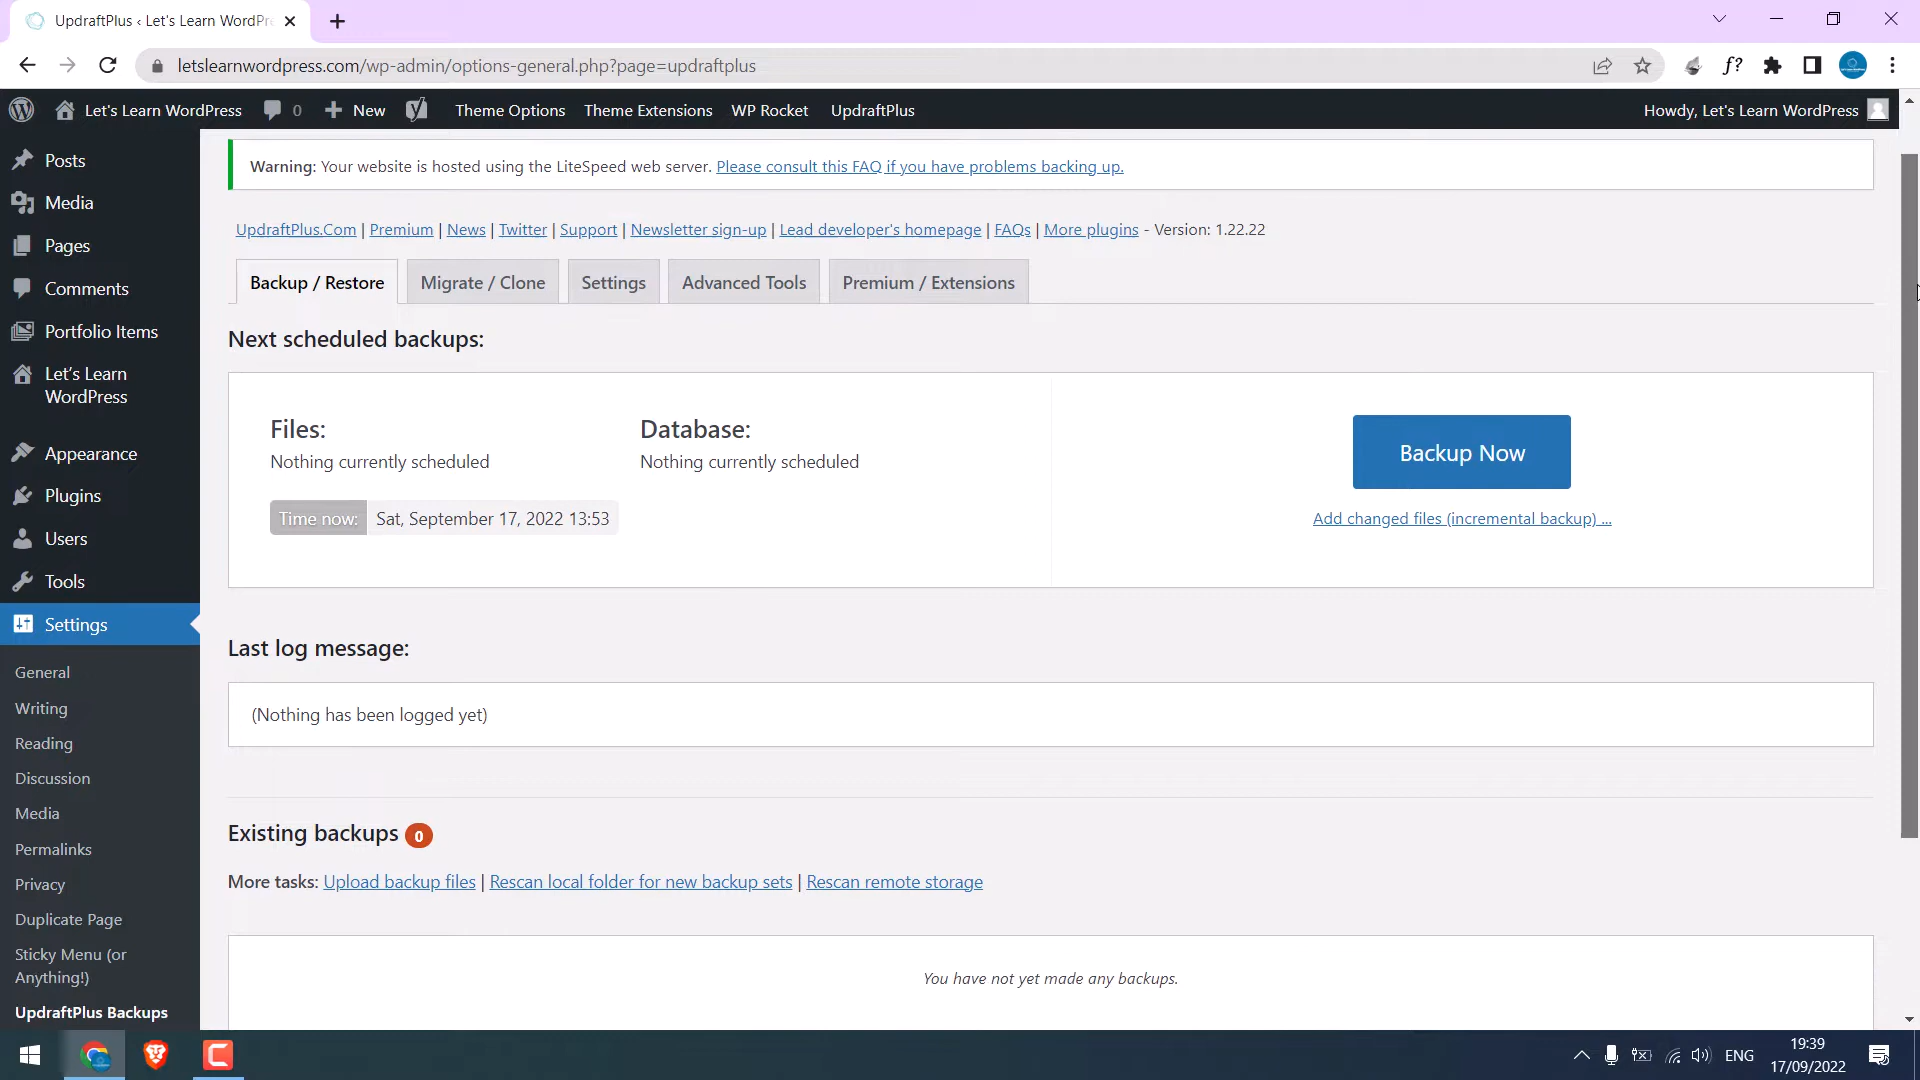 UpdraftPlus ‹ Let's Learn WordPre
letslearnwordpress.com/wp-admin/options-general.php?page=updraftplus
f?
Let's Learn WordPress
0
New
Theme Options
Theme Extensions
WP Rocket
UpdraftPlus
Howdy, Let's Learn WordPress
Posts
Media
Pages
Comments
Portfolio Items
Let's Learn
WordPress
Appearance
Plugins
Users
Tools
Settings
General
Writing
Reading
Discussion
Media
Permalinks
Privacy
Duplicate Page
Sticky Menu (or
Anything!)
UpdraftPlus Backups
Warning: Your website is hosted using the LiteSpeed web server. Please consult this FAQ if you have problems backing up.
UpdraftPlus.Com | Premium | News | Twitter | Support | Newsletter sign-up | Lead developer's homepage | FAQs | More plugins - Version: 1.22.22
Backup / Restore
Migrate / Clone
Settings
Advanced Tools
Premium / Extensions
Next scheduled backups:
Files:
Nothing currently scheduled
Database:
Nothing currently scheduled
Time now: Sat, September 17, 2022 13:53
Backup Now
Add changed files (incremental backup) ...
Last log message:
(Nothing has been logged yet)
Existing backups 0
More tasks: Upload backup files | Rescan local folder for new backup sets | Rescan remote storage
You have not yet made any backups.
ENG
19:39
17/09/2022